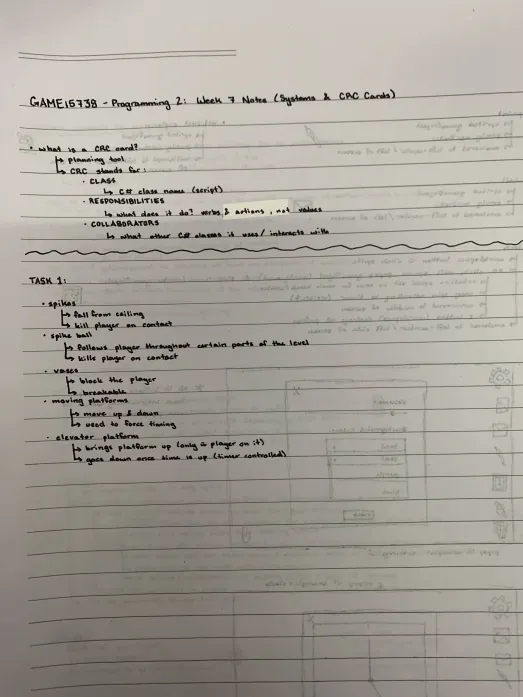 GAME15738 - Programming 2: Week 7 Notes (Systems & CRC Cards)
• what is a CRC card?
↳ planning tool
↳ CRC stands for:
• CLASS
↳ C# class name (script)
• RESPONSIBILITIES
↳ what does it do? verbs & actions, not values
• COLLABORATORS
↳ what other C# classes it uses / interacts with
TASK 1:
• spikes
↳ fall from ceiling
↳ kill player on contact
• spike ball
↳ follows player throughout certain parts of the level
↳ kills player on contact
• vases
↳ block the player
↳ breakable
• moving platforms
↳ move up & down
↳ used to force timing
• elevator platform
↳ brings platform up (only a player on it)
↳ goes down once time is up (timer controlled)